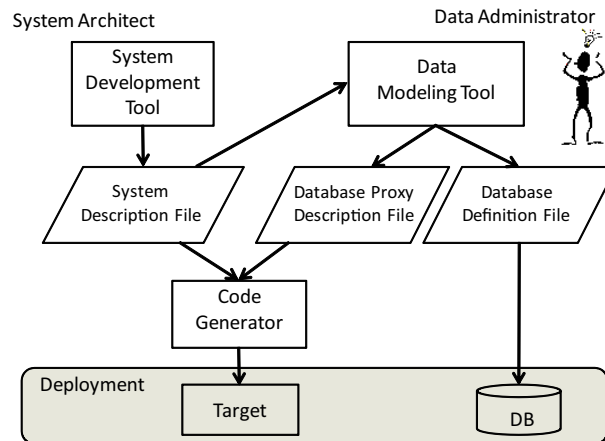 System Architect
Data Administrator
System
Development
Tool
Data
Modeling Tool
System
Description File
Database Proxy
Description File
Database
Definition File
Code
Generator
Deployment
Target
DB